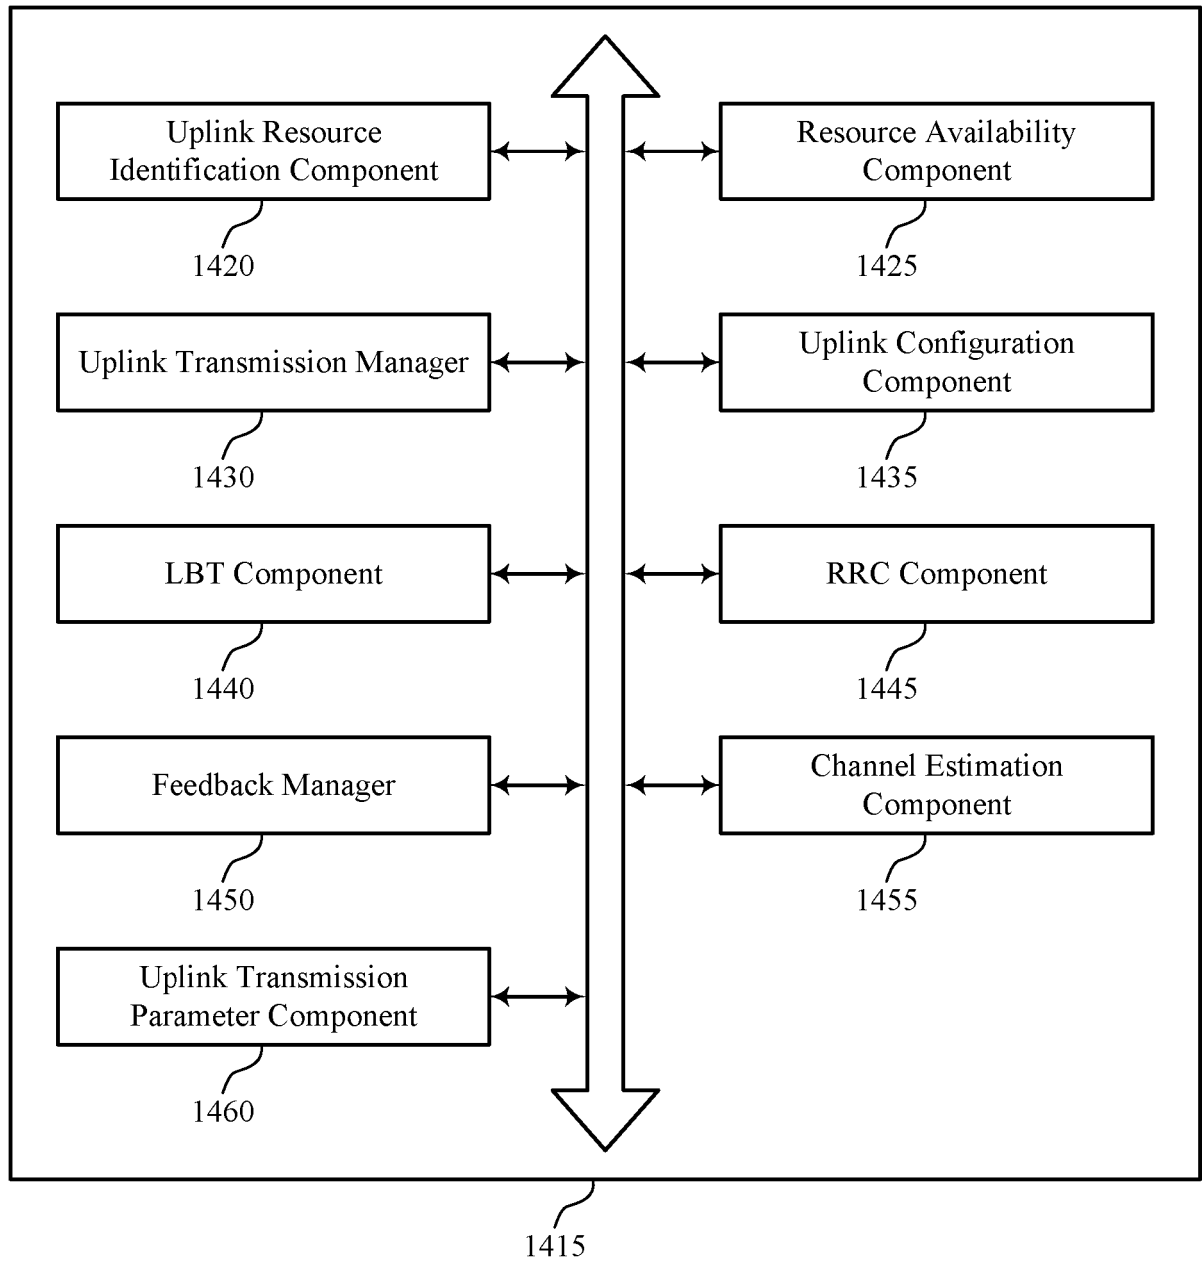 Uplink Resource
Identification Component
1420
Resource Availability
Component
1425
Uplink Transmission Manager
1430
Uplink Configuration
Component
1435
LBT Component
1440
RRC Component
1445
Feedback Manager
1450
Channel Estimation
Component
1455
Uplink Transmission
Parameter Component
1460
1415